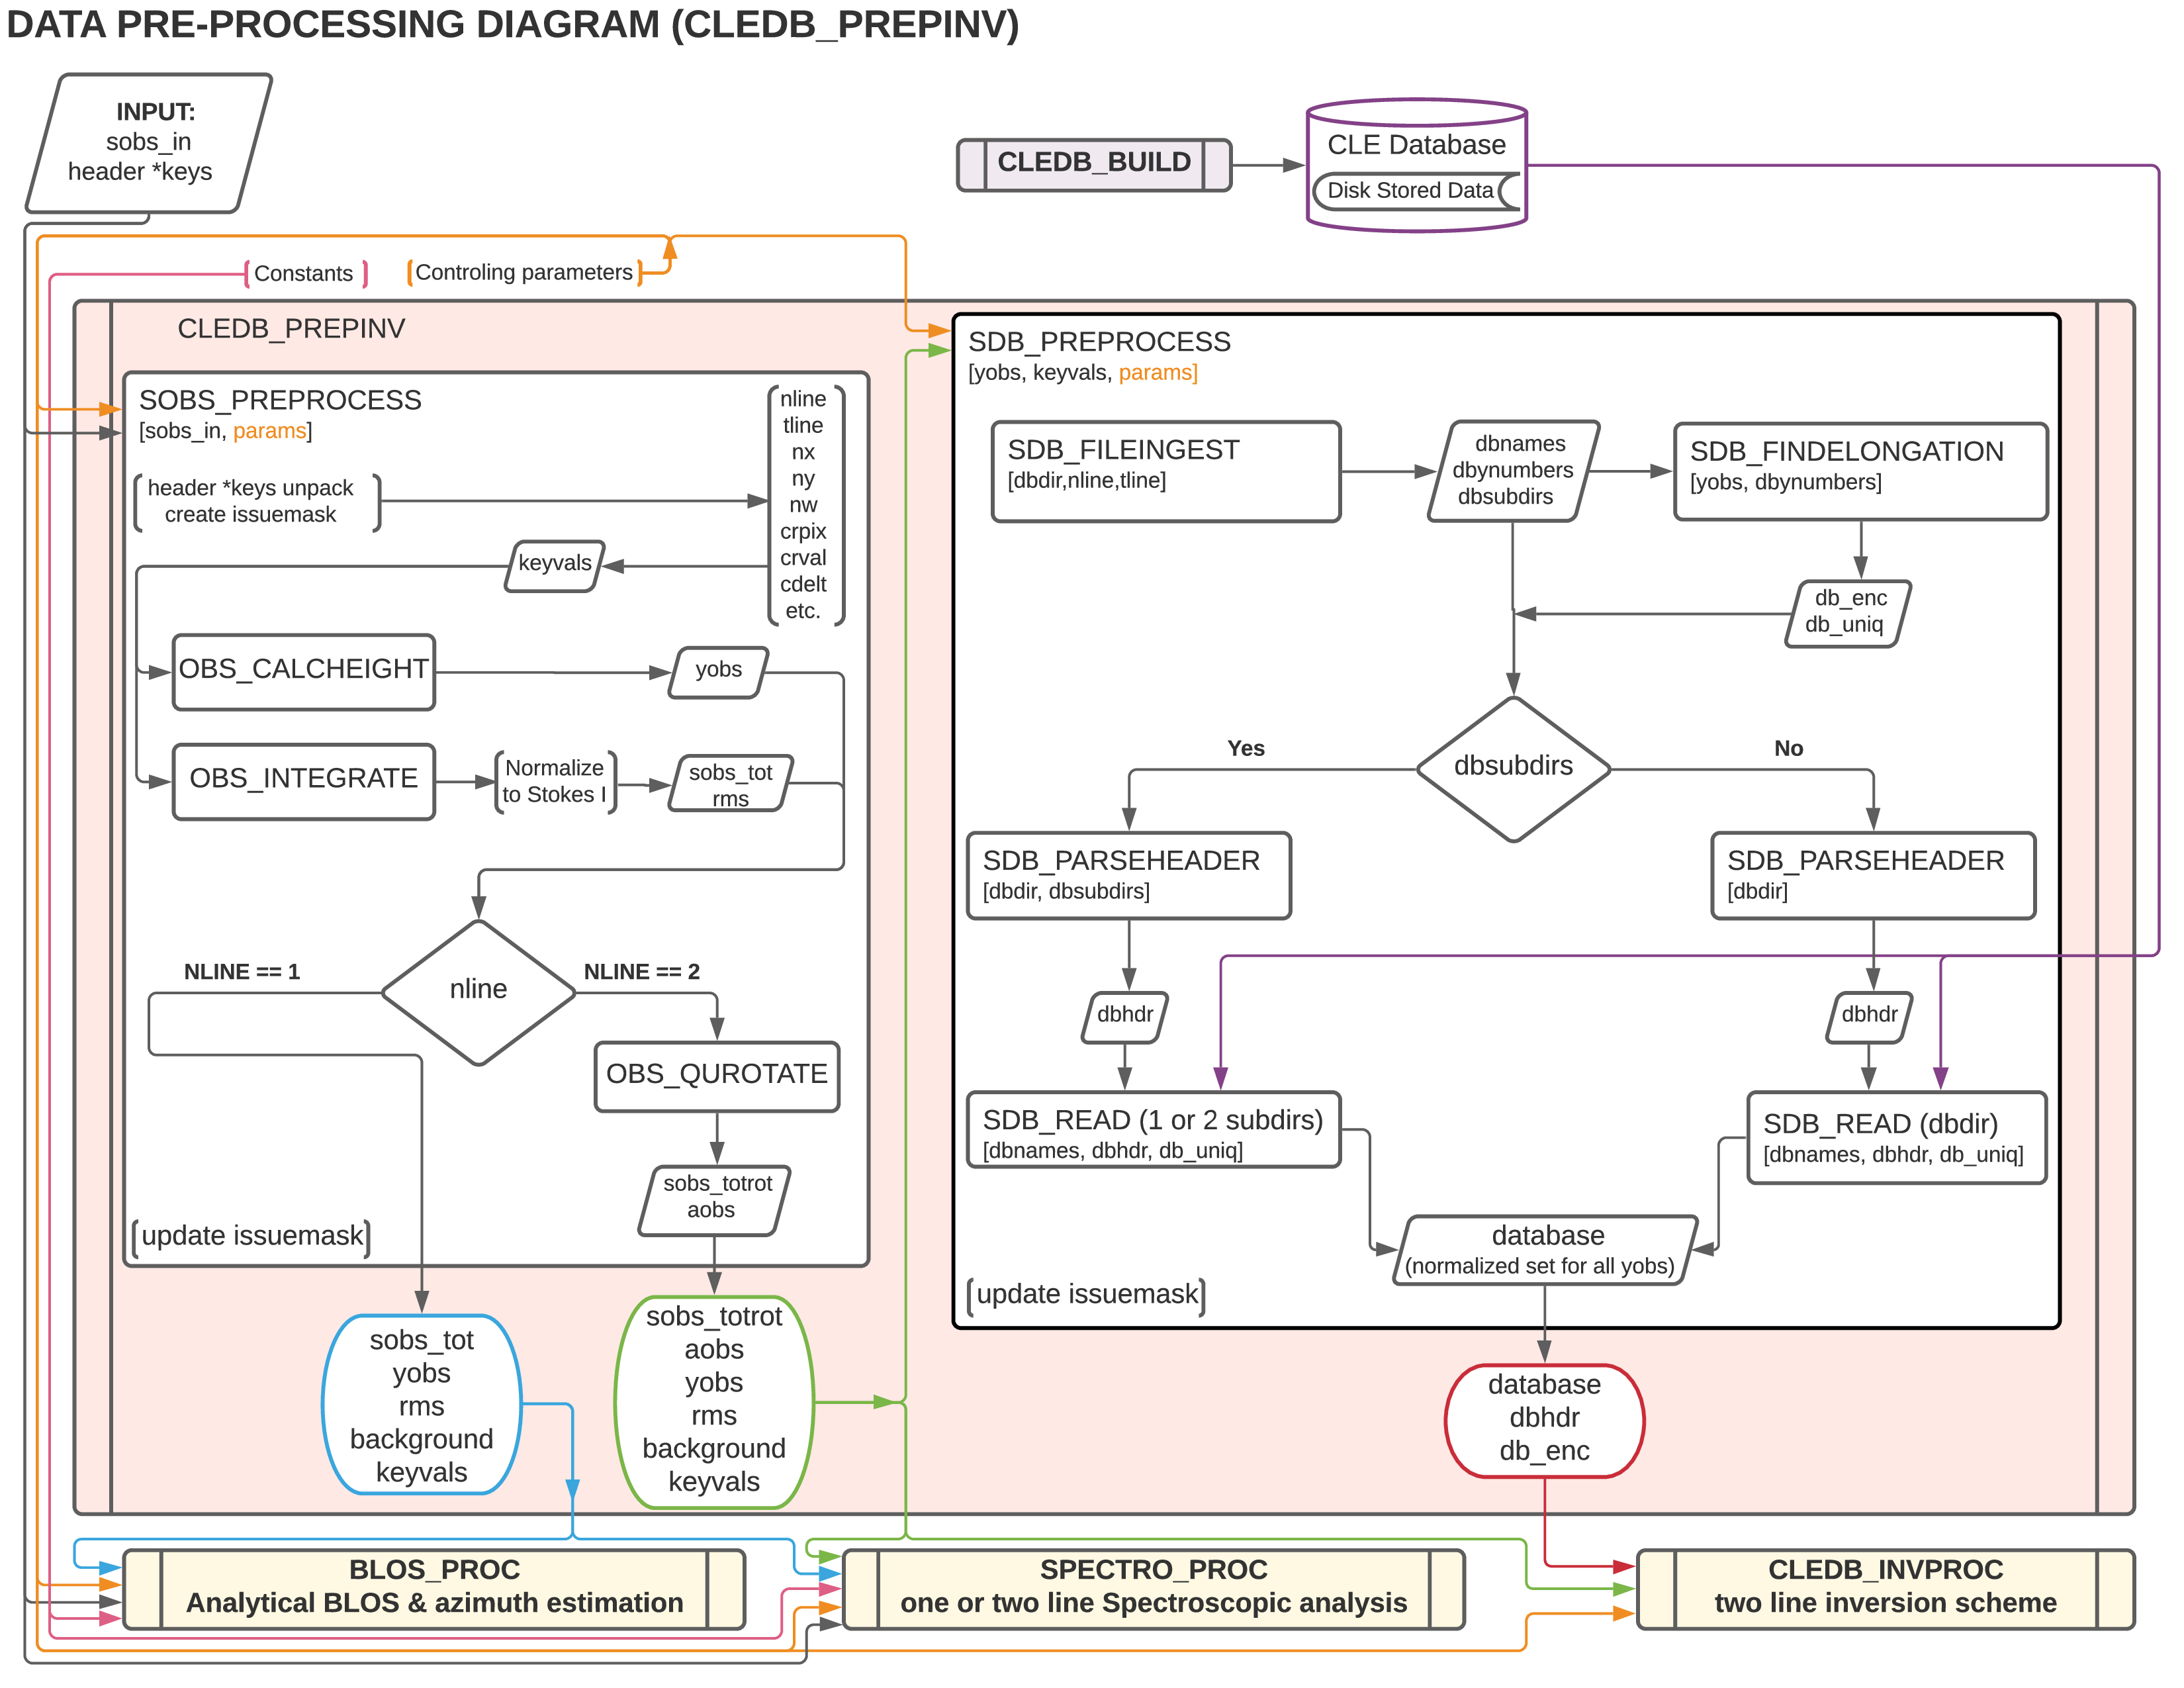 DATA PRE-PROCESSING DIAGRAM (CLEDB_PREPINV)
INPUT:
sobs_in
header *keys
CLEDB_BUILD
CLE Database
Disk Stored Data
Constants
Controling parameters
CLEDB_PREPINV
SOBS_PREPROCESS
[sobs_in, params]
header *keys unpack
create issuemask
nline
tline
nx
ny
nw
crpix
crval
cdelt
etc.
keyvals
OBS_CALCHEIGHT
yobs
OBS_INTEGRATE
Normalize
to Stokes I
sobs_tot
rms
nline
NLINE == 1
NLINE == 2
OBS_QUROTATE
sobs_totrot
aobs
update issuemask
sobs_tot
yobs
rms
background
keyvals
sobs_totrot
aobs
yobs
rms
background
keyvals
SDB_PREPROCESS
[yobs, keyvals, params]
SDB_FILEINGEST
[dbdir,nline,tline]
dbnames
dbynumbers
dbsubdirs
SDB_FINDELONGATION
[yobs, dbynumbers]
db_enc
db_uniq
dbsubdirs
Yes
No
SDB_PARSEHEADER
[dbdir, dbsubdirs]
SDB_PARSEHEADER
[dbdir]
dbhdr
dbhdr
SDB_READ (1 or 2 subdirs)
[dbnames, dbhdr, db_uniq]
SDB_READ (dbdir)
[dbnames, dbhdr, db_uniq]
database
(normalized set for all yobs)
update issuemask
database
dbhdr
db_enc
BLOS_PROC
Analytical BLOS & azimuth estimation
SPECTRO_PROC
one or two line Spectroscopic analysis
CLEDB_INVPROC
two line inversion scheme